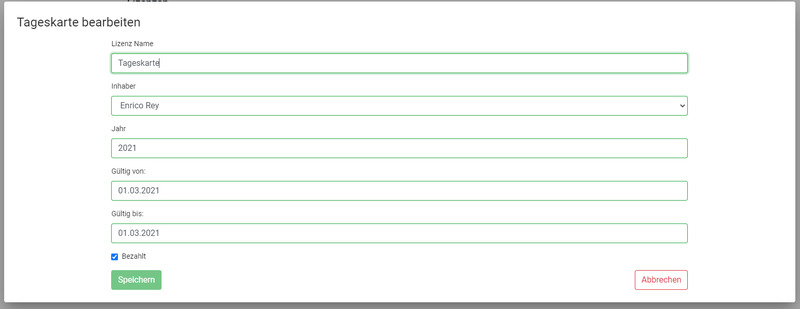 Tageskarte bearbeiten
Lizenz Name
Tageskarte
Inhaber
Enrico Rey
Jahr
2021
Gültig von:
01.03.2021
Gültig bis:
01.03.2021
Bezahlt
Speichern
Abbrechen